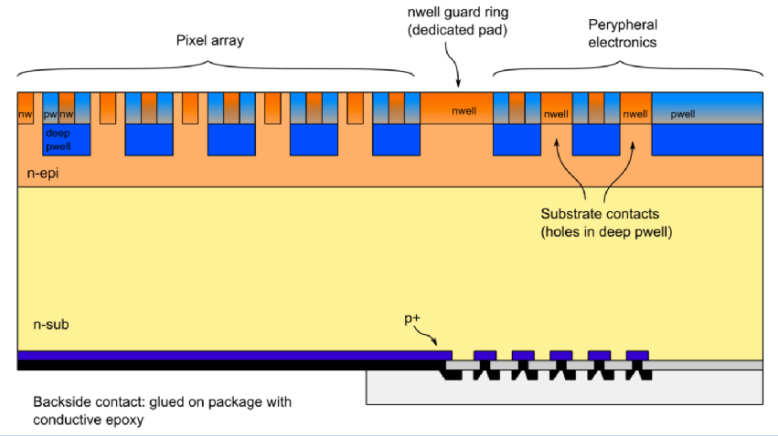 nwell guard ring
(dedicated pad)
Perypheral
electronics
Pixel array
nw
pw
nw
nwell
nwell
nwell
pwell
deep
pwell
n-epi
Substrate contacts
(holes in deep pwell)
n-sub
p+
Backside contact: glued on package with
conductive epoxy